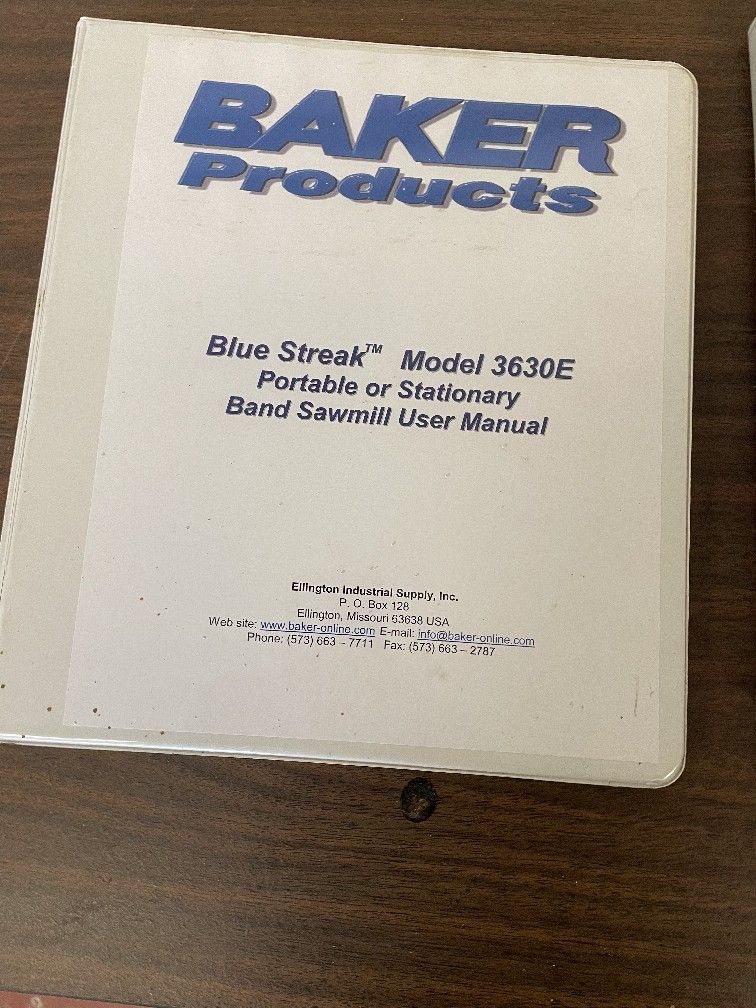 BAKER
Products
Blue Streak™ Model 3630E
Portable or Stationary
Band Sawmill User Manual
Ellington Industrial Supply, Inc.
P. O. Box 128
Ellington, Missouri 63638 USA
Web site: www.baker-online.com E-mail: info@baker-online.com
Phone: (573) 663 – 7711 Fax: (573) 663 – 2787